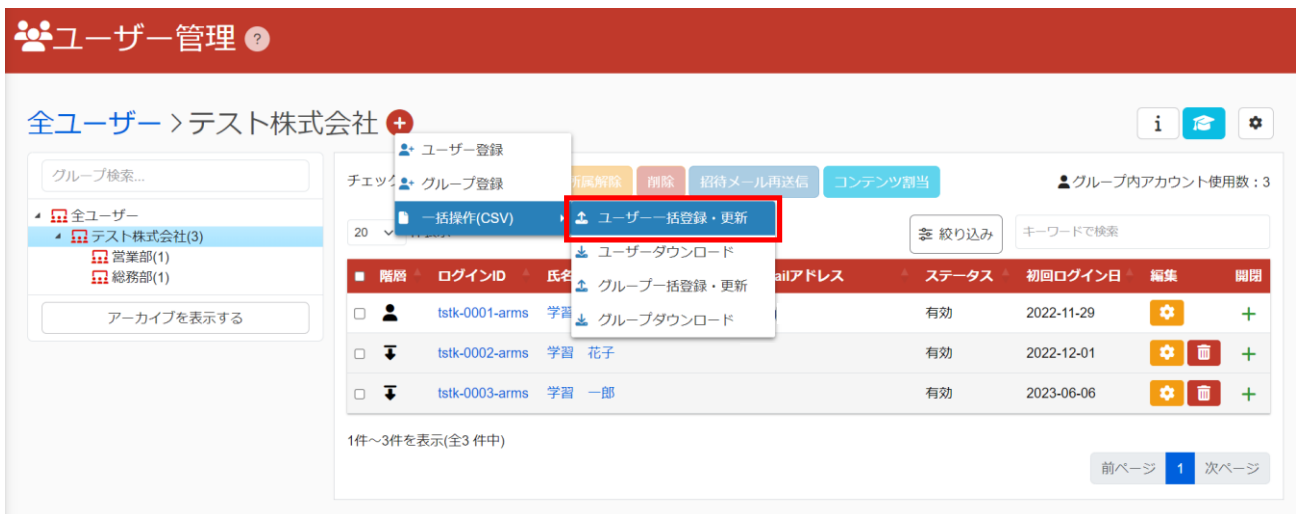 ユーザー管理 ?
全ユーザー > テスト株式会社
i
ユーザー登録
グループ登録
一括操作(CSV)
ユーザー一括登録・更新
ユーザーダウンロード
グループ一括登録・更新
グループダウンロード
グループ検索...
全ユーザー
テスト株式会社(3)
営業部(1)
総務部(1)
アーカイブを表示する
チェック 所属解除 削除 招待メール再送信 コンテンツ割当 グループ内アカウント使用数:3
20 絞り込み キーワードで検索
階層 ログインID 氏名 ailアドレス ステータス 初回ログイン日 編集 開閉
tstk-0001-arms 学習 有効 2022-11-29
tstk-0002-arms 学習 花子 有効 2022-12-01
tstk-0003-arms 学習 一郎 有効 2023-06-06
1件～3件を表示(全3 件中)
前ページ 1 次ページ